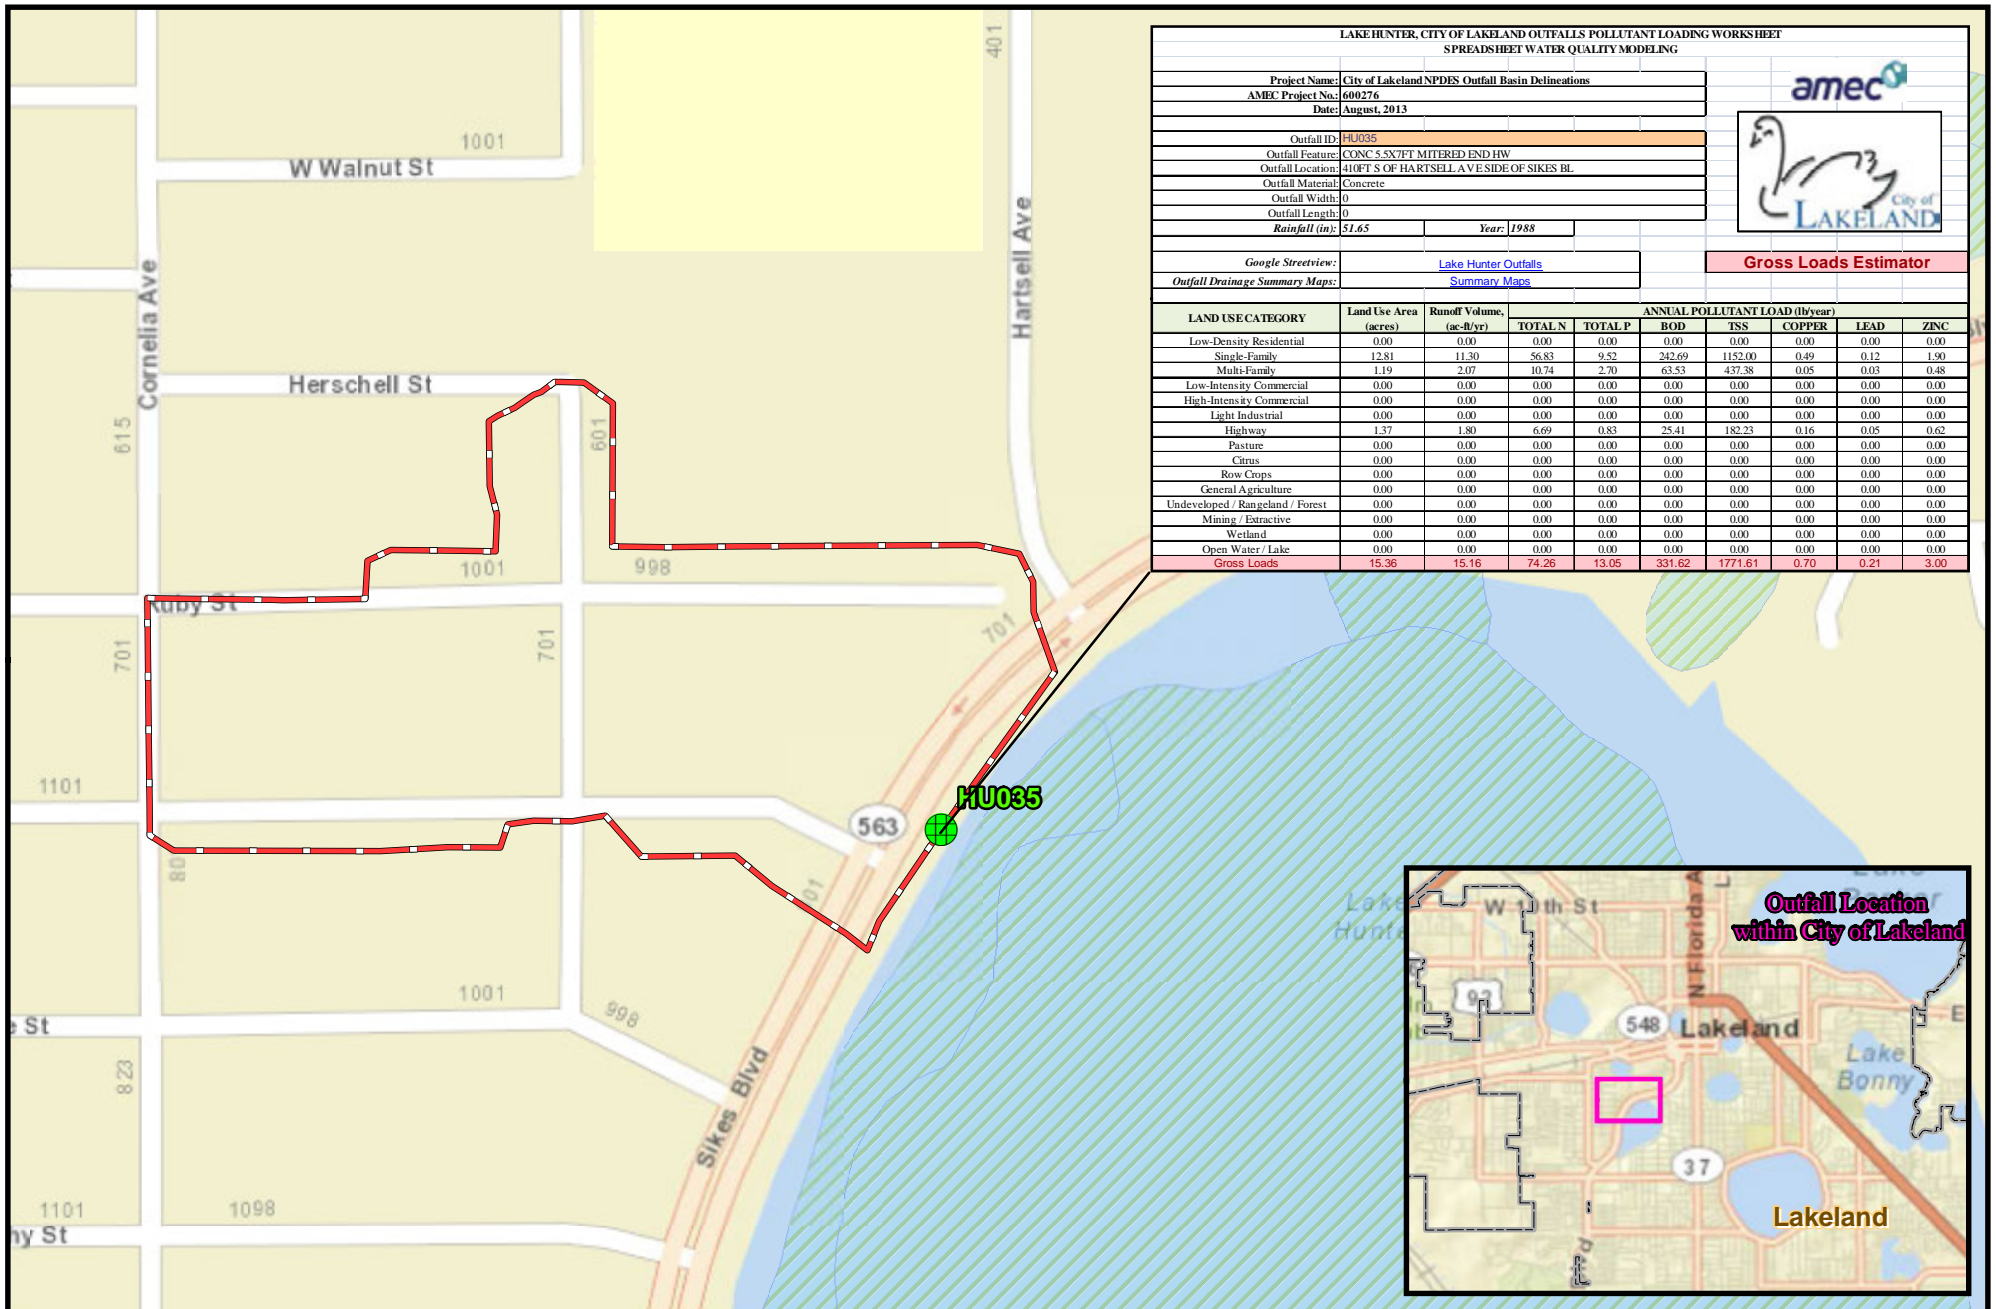 LAKE HUNTER, CITY OF LAKELAND OUTFALLS POLLUTANT LOADING WORKSHEET
SPREADSHEET WATER QUALITY MODELING
Project Name: City of Lakeland NPDES Outfall Basin Delineations
AMEC Project No.: 600276
Date: August, 2013
amec
Outfall ID: HU035
Outfall Feature: CONC 5.5X7FT MITERED END HW
Outfall Location: 410FT S OF HARTSELL AVE SIDE OF SIKES BL
Outfall Material: Concrete
Outfall Width: 0
Outfall Length: 0
Rainfall (in): 51.65 Year: 1988
City of
LAKELAND
Google Streetview: Lake Hunter Outfalls
Outfall Drainage Summary Maps: Summary Maps
Gross Loads Estimator
LAND USE CATEGORY Land Use Area (acres) Runoff Volume, (ac-ft/yr) ANNUAL POLLUTANT LOAD (lb/year)
TOTAL N TOTAL P BOD TSS COPPER LEAD ZINC
Low-Density Residential 0.00 0.00 0.00 0.00 0.00 0.00 0.00 0.00 0.00
Single-Family 12.81 11.30 56.83 9.52 242.69 1152.00 0.49 0.12 1.90
Multi-Family 1.19 2.07 10.74 2.70 63.53 437.38 0.05 0.03 0.48
Low-Intensity Commercial 0.00 0.00 0.00 0.00 0.00 0.00 0.00 0.00 0.00
High-Intensity Commercial 0.00 0.00 0.00 0.00 0.00 0.00 0.00 0.00 0.00
Light Industrial 0.00 0.00 0.00 0.00 0.00 0.00 0.00 0.00 0.00
Highway 1.37 1.80 6.69 0.83 25.41 182.23 0.16 0.05 0.62
Pasture 0.00 0.00 0.00 0.00 0.00 0.00 0.00 0.00 0.00
Citrus 0.00 0.00 0.00 0.00 0.00 0.00 0.00 0.00 0.00
Row Crops 0.00 0.00 0.00 0.00 0.00 0.00 0.00 0.00 0.00
General Agriculture 0.00 0.00 0.00 0.00 0.00 0.00 0.00 0.00 0.00
Undeveloped / Rangeland / Forest 0.00 0.00 0.00 0.00 0.00 0.00 0.00 0.00 0.00
Mining / Extractive 0.00 0.00 0.00 0.00 0.00 0.00 0.00 0.00 0.00
Wetland 0.00 0.00 0.00 0.00 0.00 0.00 0.00 0.00 0.00
Open Water / Lake 0.00 0.00 0.00 0.00 0.00 0.00 0.00 0.00 0.00
Gross Loads 15.36 15.16 74.26 13.05 331.62 1771.61 0.70 0.21 3.00
401
1001
W Walnut St
Hartsell Ave
Cornelia Ave
Herschell St
615
601
1001
998
Ruby St
701
701
701
1101
HU035
563
80
01
Lake
Hunter
1001
998
e St
823
Sikes Blvd
1101
1098
hy St
Outfall Location
within City of Lakeland
W 10th St
N Florida A
L
92
548
Lakeland
E
Lake
Bonny
37
Lakeland